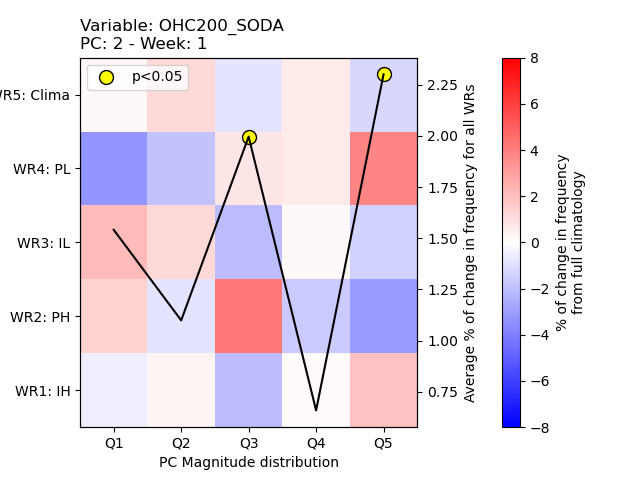 Variable: OHC200_SODA
PC: 2 - Week: 1
p<0.05
WR5: Clima
WR4: PL
WR3: IL
WR2: PH
WR1: IH
Q1 Q2 Q3 Q4 Q5
PC Magnitude distribution
2.25
2.00
1.75
1.50
1.25
1.00
0.75
Average % of change in frequency for all WRs
8
6
4
2
0
−2
−4
−6
−8
% of change in frequency
from full climatology